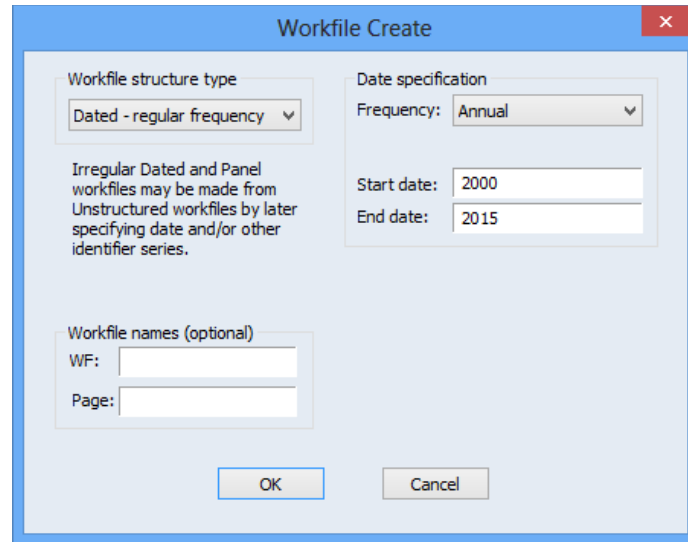 Workfile Create
Workfile structure type
Dated - regular frequency
Irregular Dated and Panel
workfiles may be made from
Unstructured workfiles by later
specifying date and/or other
identifier series.
Date specification
Frequency: Annual
Start date: 2000
End date: 2015
Workfile names (optional)
WF:
Page:
OK Cancel